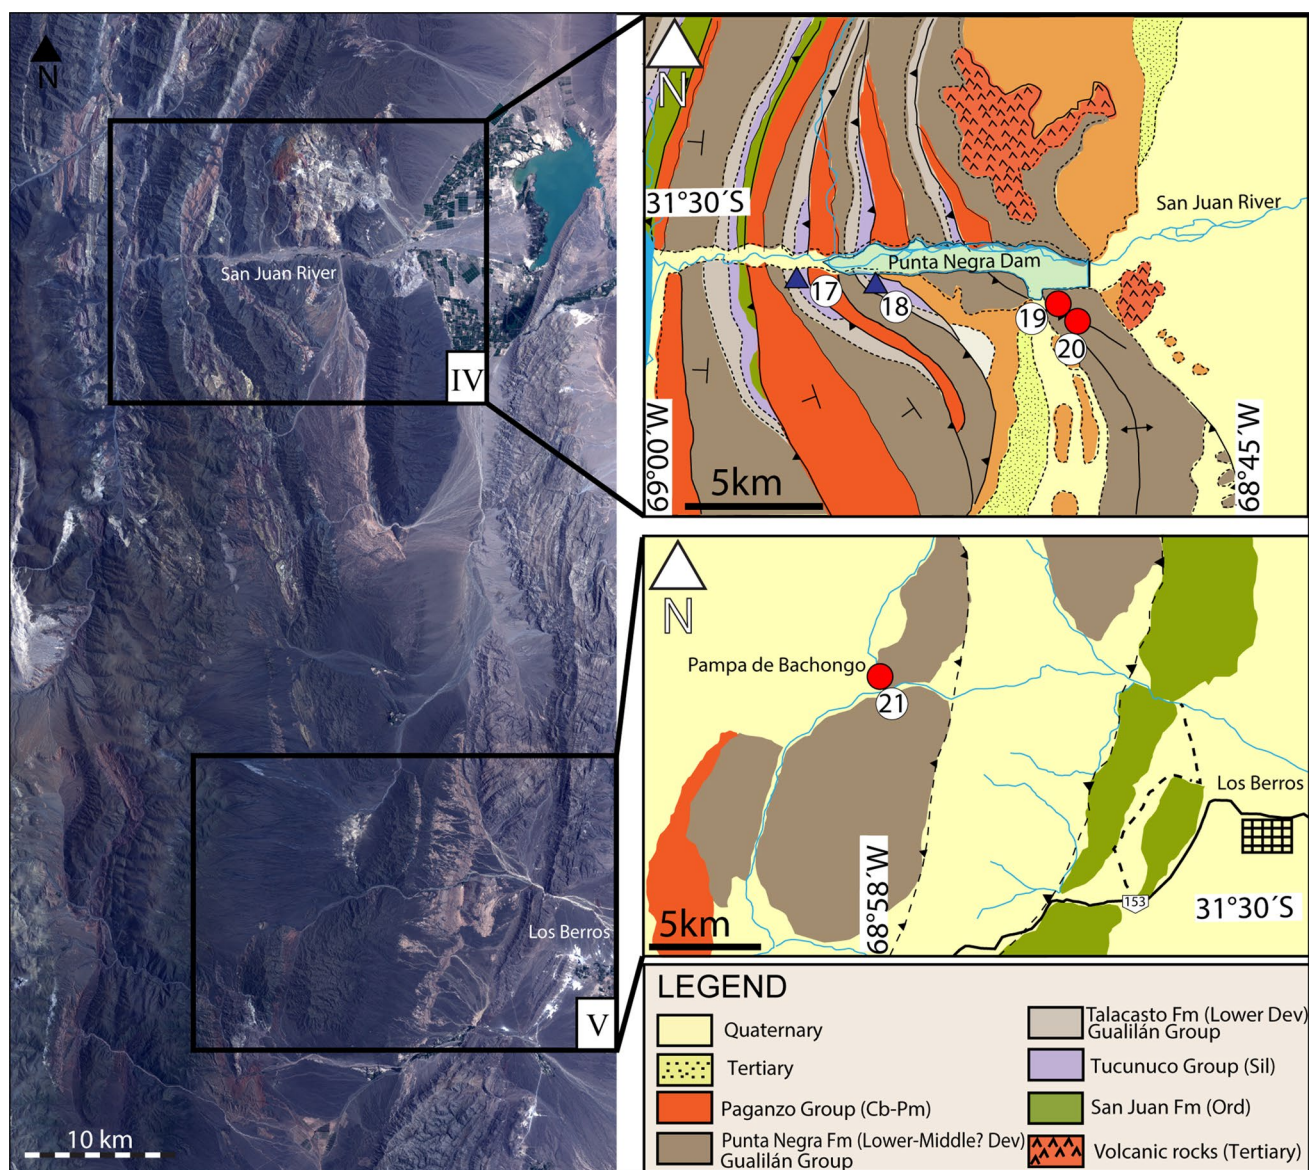 N
San Juan River
IV
Los Berros
V
10 km
N
31°30´S
San Juan River
Punta Negra Dam
17
18
19
20
69°00´W
5km
68°45´W
N
Pampa de Bachongo
21
Los Berros
68°58´W
153
31°30´S
5km
LEGEND
Quaternary
Tertiary
Paganzo Group (Cb-Pm)
Punta Negra Fm (Lower-Middle? Dev)
Gualilán Group
Talacasto Fm (Lower Dev)
Gualilán Group
Tucunuco Group (Sil)
San Juan Fm (Ord)
Volcanic rocks (Tertiary)